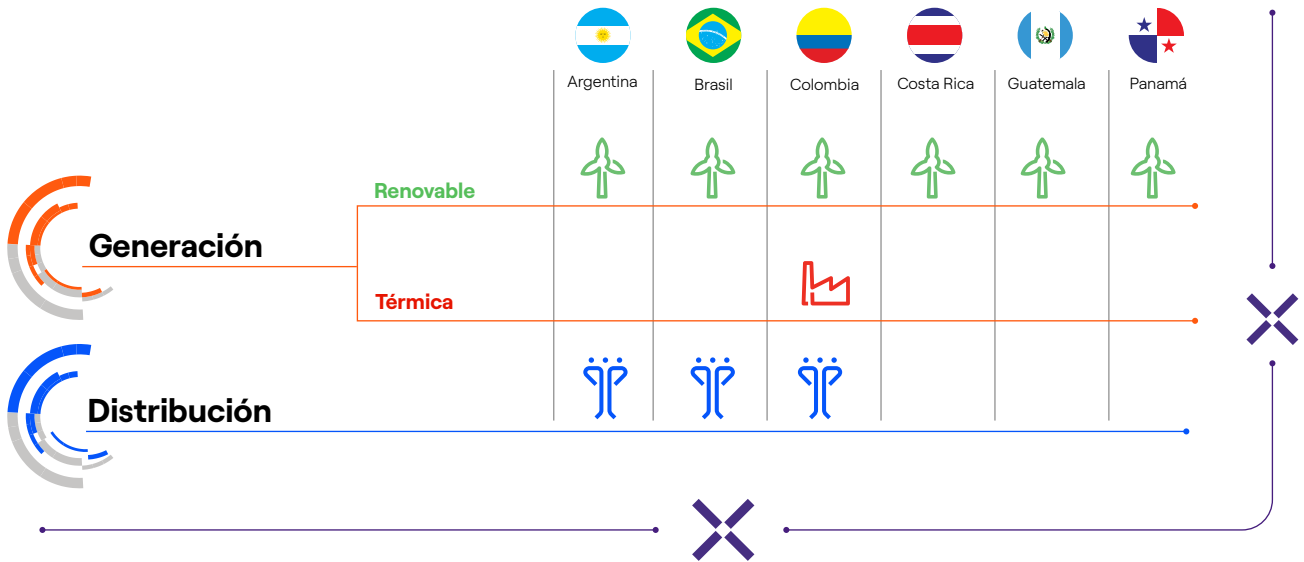 Argentina
Brasil
Colombia
Costa Rica
Guatemala
Panamá
Renovable
Generación
Térmica
Distribución